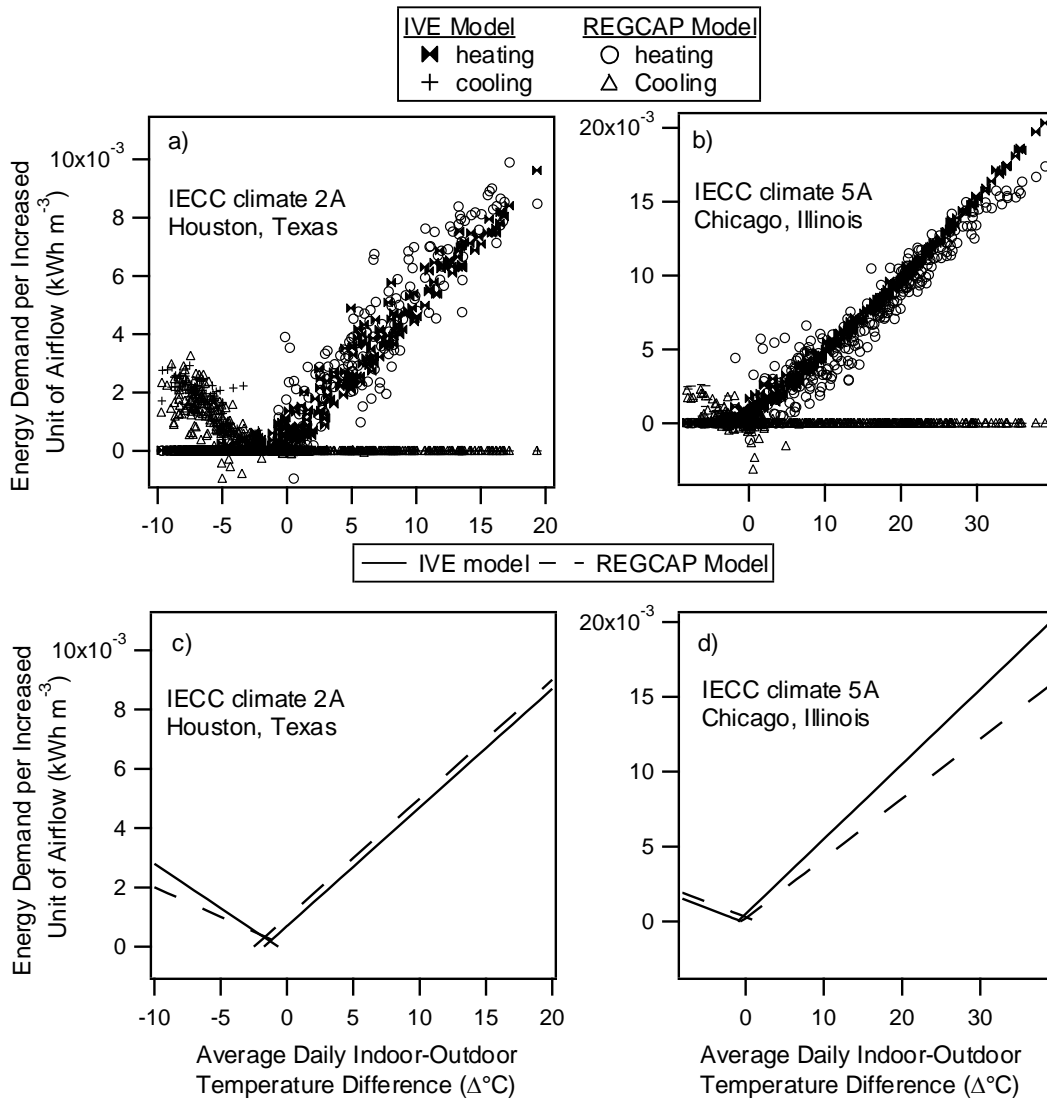 IVE Model REGCAP Model
heating heating
cooling Cooling
Energy Demand per Increased
Unit of Airflow (kWh m-3)
a)
IECC climate 2A
Houston, Texas
10x10-3
8
6
4
2
0
-10 -5 0 5 10 15 20
b)
IECC climate 5A
Chicago, Illinois
20x10-3
15
10
5
0
0 10 20 30
IVE model REGCAP Model
Energy Demand per Increased
Unit of Airflow (kWh m-3)
c)
IECC climate 2A
Houston, Texas
10x10-3
8
6
4
2
0
-10 -5 0 5 10 15 20
Average Daily Indoor-Outdoor
Temperature Difference (Δ°C)
d)
IECC climate 5A
Chicago, Illinois
20x10-3
15
10
5
0
0 10 20 30
Average Daily Indoor-Outdoor
Temperature Difference (Δ°C)